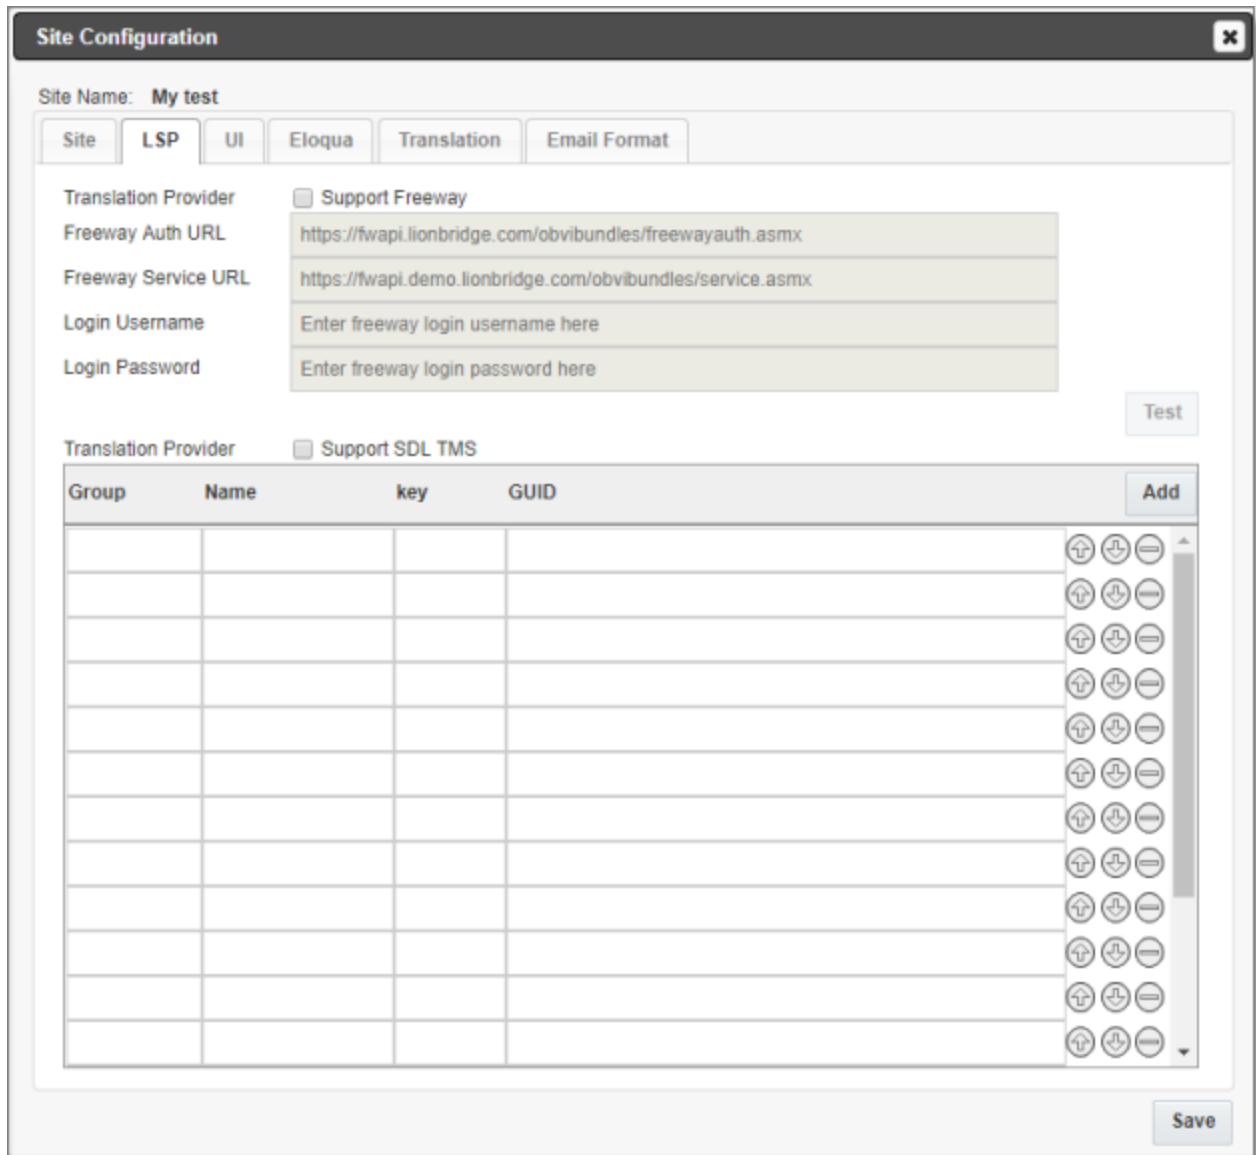 Site Configuration
Site Name: My test
Site LSP UI Eloqua Translation Email Format
Translation Provider Support Freeway
Freeway Auth URL https://fwapi.lionbridge.com/obvibundles/freewayauth.asmx
Freeway Service URL https://fwapi.demo.lionbridge.com/obvibundles/service.asmx
Login Username Enter freeway login username here
Login Password Enter freeway login password here
Test
Translation Provider Support SDL TMS
Group Name key GUID Add
Save